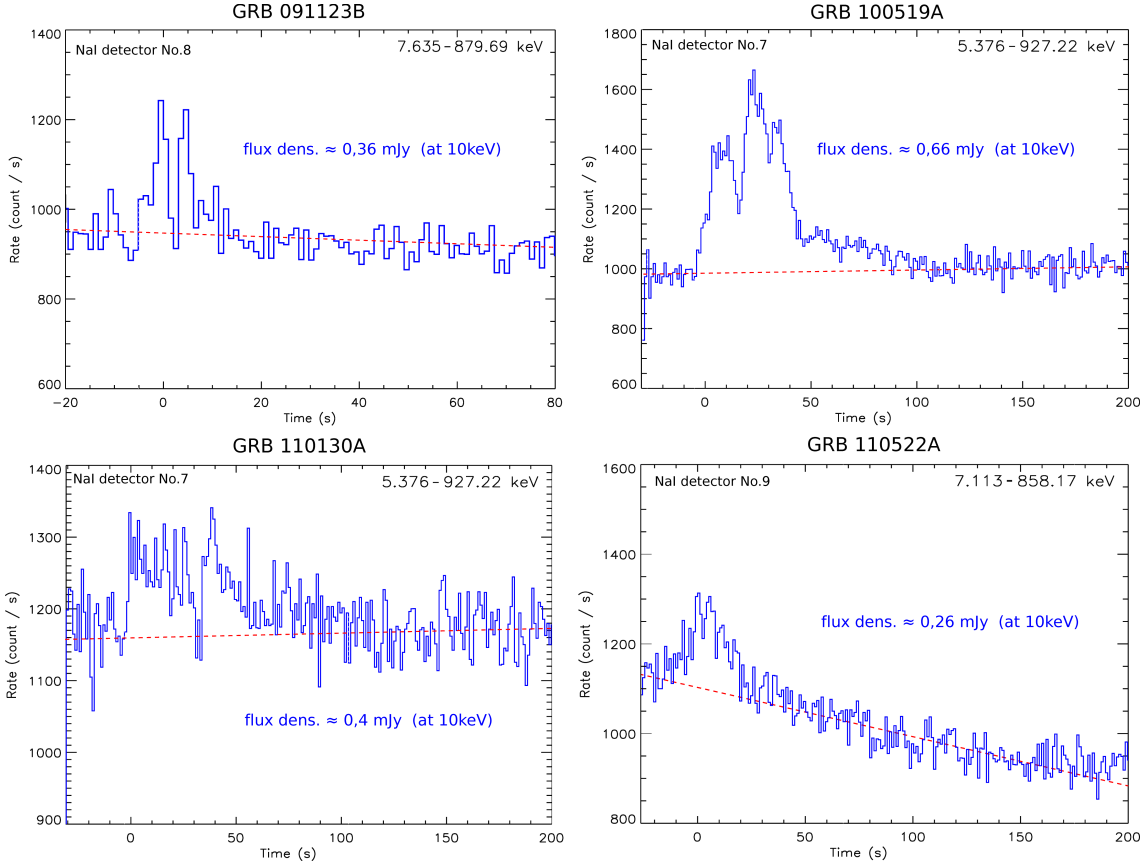 GRB 091123B
NaI detector No.8
7.635-879.69 keV
flux dens. ≈ 0,36 mJy (at 10keV)
Rate (count / s)
1400
1200
1000
800
600
-20
0
20
40
60
80
Time (s)
GRB 100519A
NaI detector No.7
5.376-927.22 keV
flux dens. ≈ 0,66 mJy (at 10keV)
Rate (count / s)
1800
1600
1400
1200
1000
800
600
0
50
100
150
200
Time (s)
GRB 110130A
NaI detector No.7
5.376-927.22 keV
flux dens. ≈ 0,4 mJy (at 10keV)
Rate (count / s)
1400
1300
1200
1100
1000
900
0
50
100
150
200
Time (s)
GRB 110522A
NaI detector No.9
7.113-858.17 keV
flux dens. ≈ 0,26 mJy (at 10keV)
Rate (count / s)
1600
1400
1200
1000
800
0
50
100
150
200
Time (s)